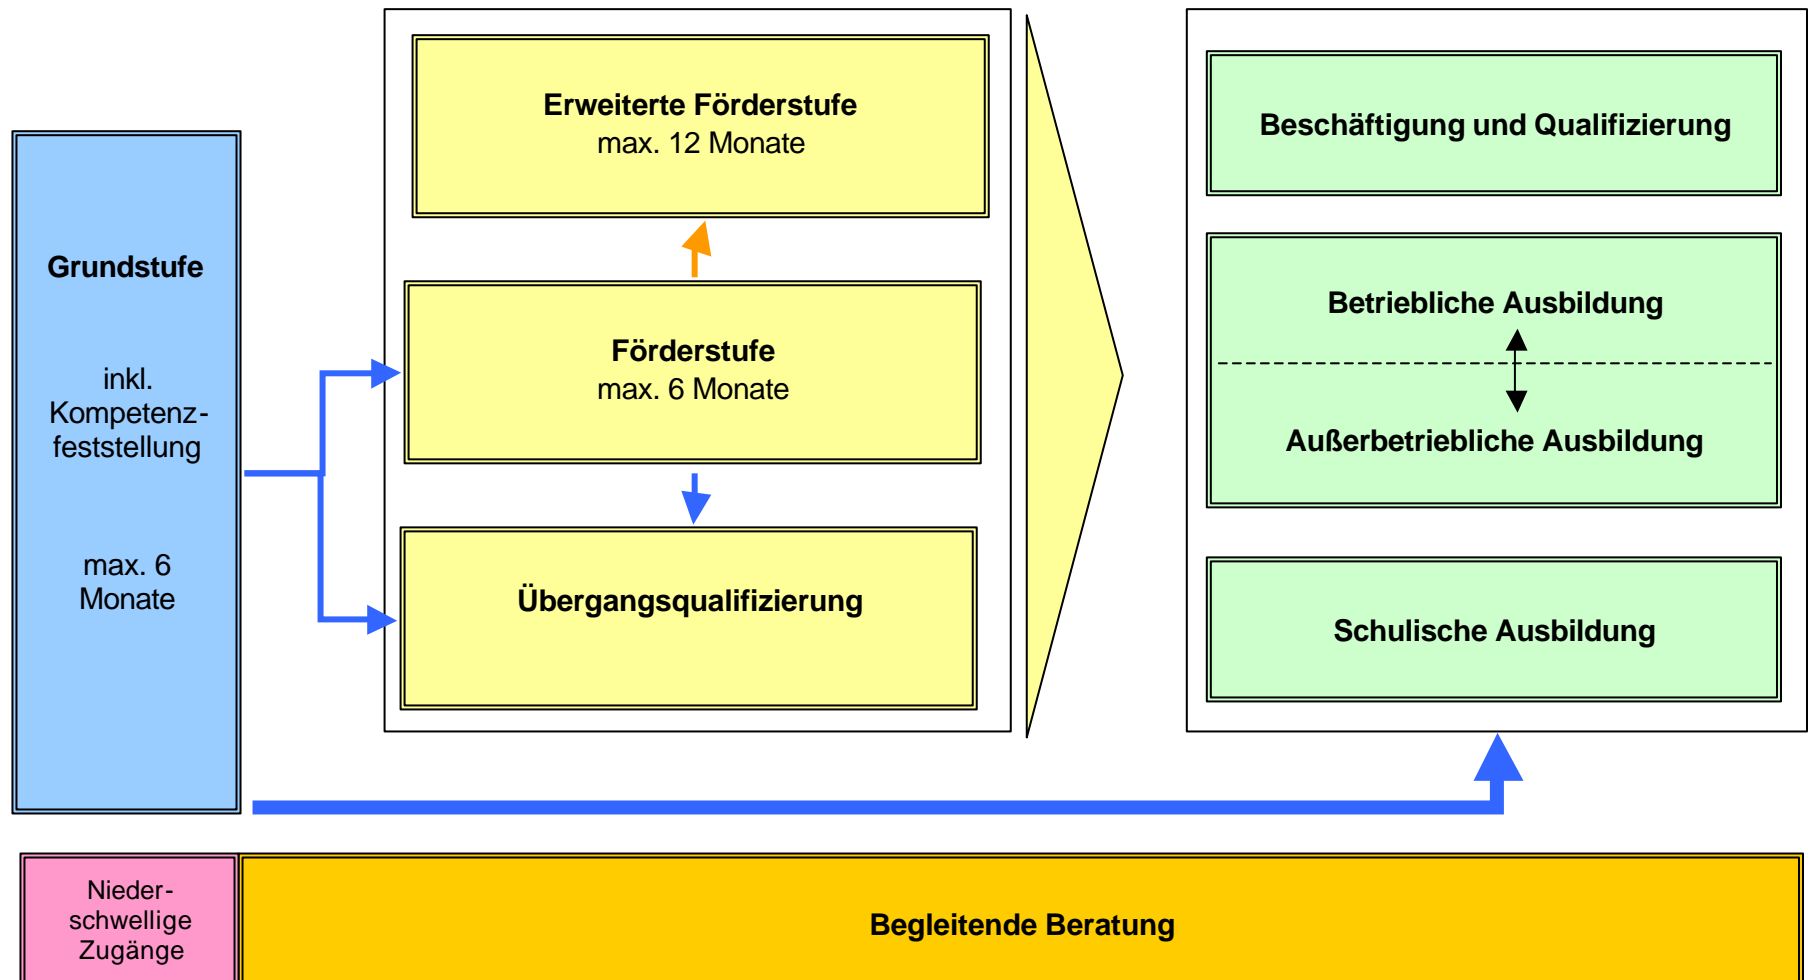 Grundstufe
inkl.
Kompetenz-
feststellung
max. 6
Monate
Erweiterte Förderstufe
max. 12 Monate
Förderstufe
max. 6 Monate
Übergangsqualifizierung
Beschäftigung und Qualifizierung
Betriebliche Ausbildung
Außerbetriebliche Ausbildung
Schulische Ausbildung
Nieder-
schwellige
Zugänge
Begleitende Beratung